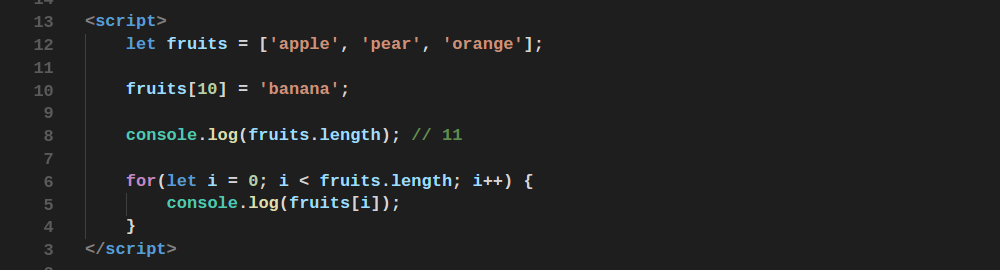 14
13 <script>
12 let fruits = ['apple', 'pear', 'orange'];
11
10 fruits[10] = 'banana';
9
8 console.log(fruits.length); // 11
7
6 for(let i = 0; i < fruits.length; i++) {
5 console.log(fruits[i]);
4 }
3 </script>